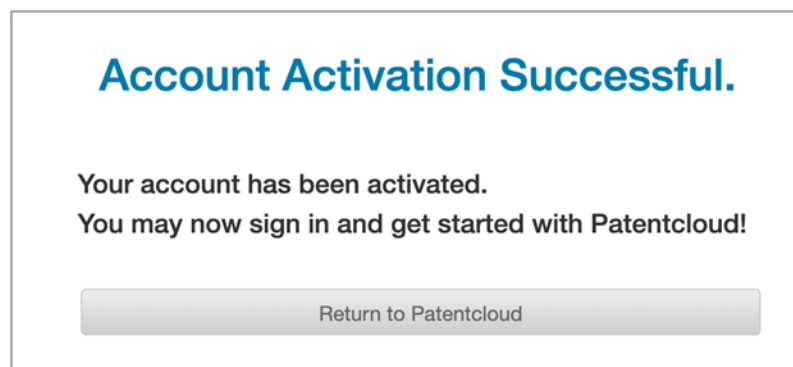 Account Activation Successful.
Your account has been activated.
You may now sign in and get started with Patentcloud!
Return to Patentcloud